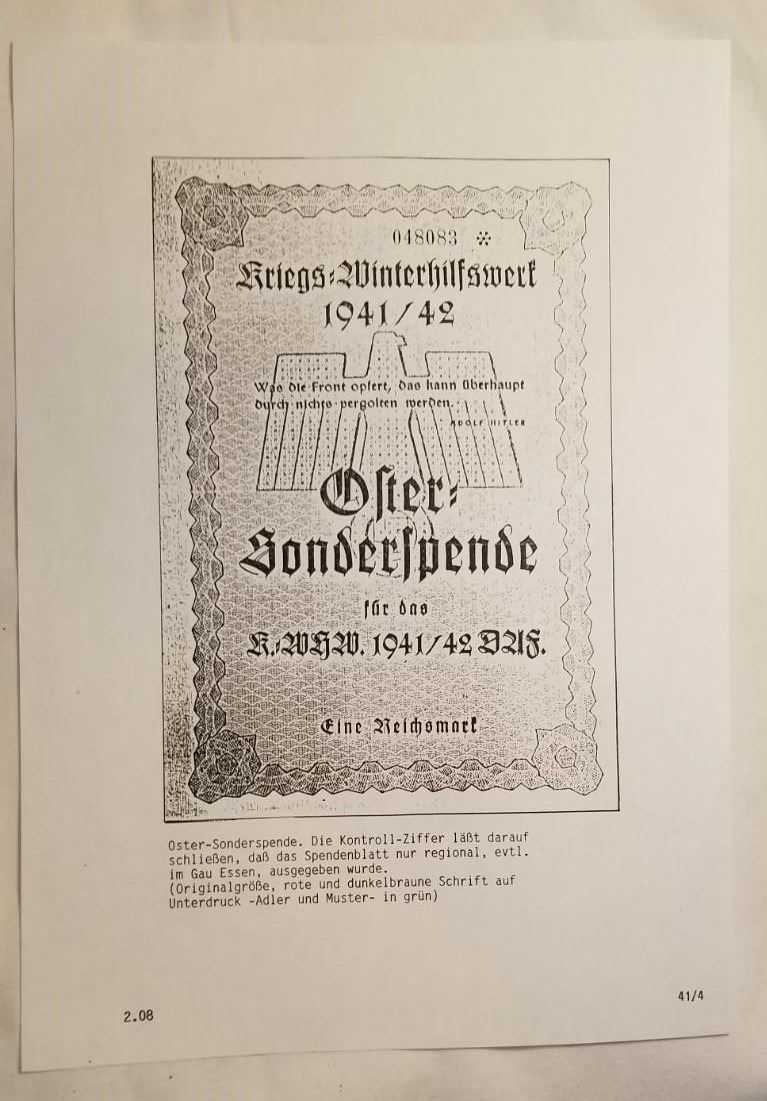 048083 *
Kriegs-Winterhilfswerk
1941/42
Was die Front opfert, das kann überhaupt
durch nichts vergolten werden.
ADOLF HITLER
Oster-
Sonderspende
für das
K.-WHW. 1941/42 DAF.
Eine Reichsmark
Oster-Sonderspende. Die Kontroll-Ziffer läßt darauf
schließen, daß das Spendenblatt nur regional, evtl.
im Gau Essen, ausgegeben wurde.
(Originalgröße, rote und dunkelbraune Schrift auf
Unterdruck -Adler und Muster- in grün)
41/4
2.08